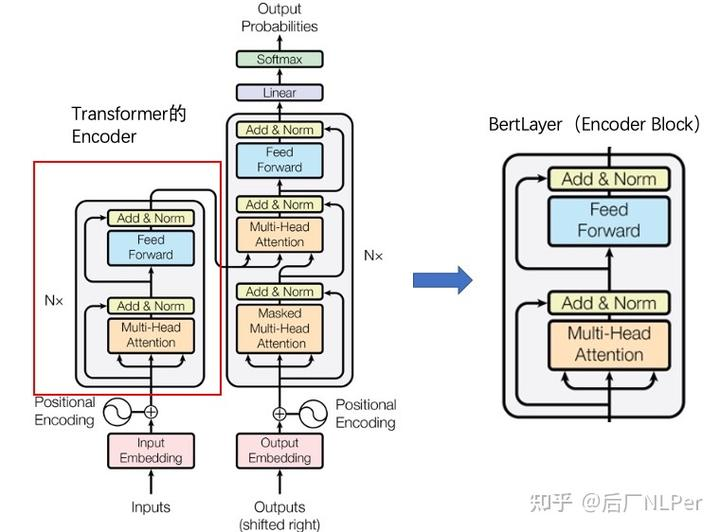 Output
Probabilities
Softmax
Linear
Transformer的
Encoder
Add & Norm
Feed
Forward
Add & Norm
Multi-Head
Attention
Add & Norm
Masked
Multi-Head
Attention
N×
Add & Norm
Feed
Forward
Add & Norm
Multi-Head
Attention
N×
Positional
Encoding
Positional
Encoding
Input
Embedding
Output
Embedding
Inputs
Outputs
(shifted right)
BertLayer（Encoder Block）
Add & Norm
Feed
Forward
Add & Norm
Multi-Head
Attention
知乎 @后厂NLPer